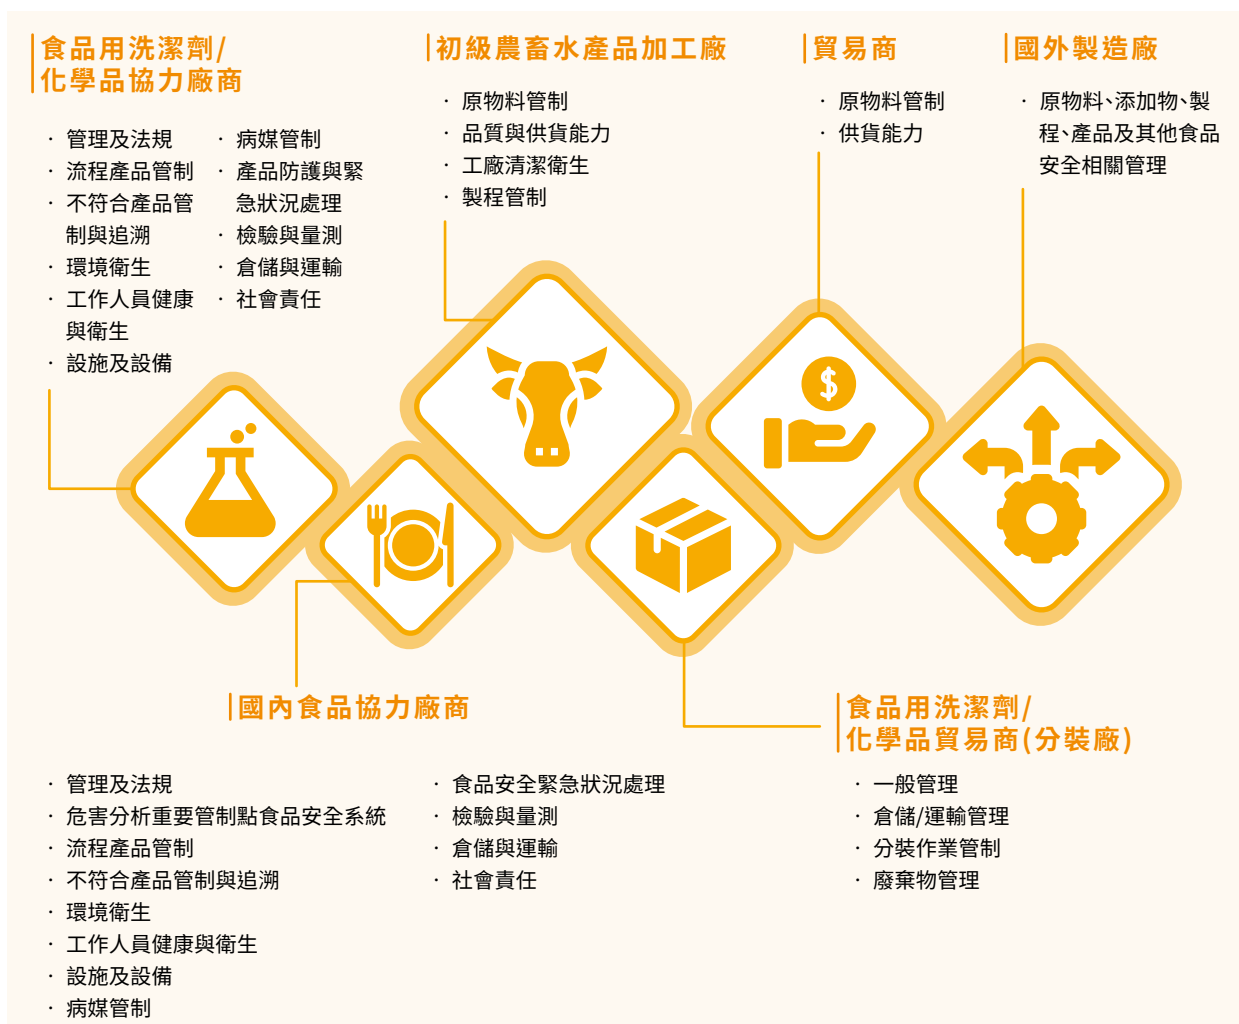 食品用洗潔劑/
化學品協力廠商
· 管理及法規
· 流程產品管制
· 不符合產品管
制與追溯
· 環境衛生
· 工作人員健康
與衛生
· 設施及設備
· 病媒管制
· 產品防護與緊
急狀況處理
· 檢驗與量測
· 倉儲與運輸
· 社會責任
初級農畜水產品加工廠
· 原物料管制
· 品質與供貨能力
· 工廠清潔衛生
· 製程管制
貿易商
· 原物料管制
· 供貨能力
國外製造廠
· 原物料、添加物、製
程、產品及其他食品
安全相關管理
$
國內食品協力廠商
· 管理及法規
· 危害分析重要管制點食品安全系統
· 流程產品管制
· 不符合產品管制與追溯
· 環境衛生
· 工作人員健康與衛生
· 設施及設備
· 病媒管制
· 食品安全緊急狀況處理
· 檢驗與量測
· 倉儲與運輸
· 社會責任
食品用洗潔劑/
化學品貿易商(分裝廠)
· 一般管理
· 倉儲/運輸管理
· 分裝作業管制
· 廢棄物管理